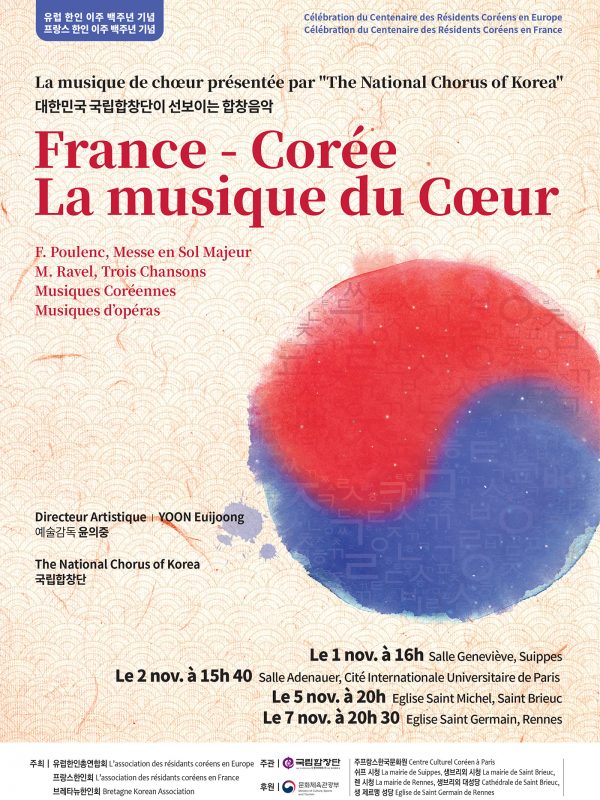 유럽 한인 이주 백주년 기념
프랑스 한인 이주 백주년 기념
Célébration du Centenaire des Résidents Coréens en Europe
Célébration du Centenaire des Résidents Coréens en France
La musique de chœur présentée par "The National Chorus of Korea"
대한민국 국립합창단이 선보이는 합창음악
France - Corée
La musique du Cœur
F. Poulenc, Messe en Sol Majeur
M. Ravel, Trois Chansons
Musiques Coréennes
Musiques d'opéras
Directeur Artistique | YOON Euijoong
예술감독 윤의중
The National Chorus of Korea
국립합창단
Le 1 nov. à 16h Salle Geneviève, Suippes
Le 2 nov. à 15h 40 Salle Adenauer, Cité Internationale Universitaire de Paris
Le 5 nov. à 20h Eglise Saint Michel, Saint Brieuc
Le 7 nov. à 20h 30 Eglise Saint Germain, Rennes
주최 | 유럽한인총연합회 L'association des résidants coréens en Europe
프랑스한인회 L'association des résidants coréens en France
브레타뉴한인회 Bretagne Korean Association
주관 | 국립합창단
후원 | 문화체육관광부
주프랑스한국문화원 Centre Culturel Coréen à Paris
쉬프 시청 La mairie de Suippes, 생브리외 시청 La mairie de Saint Brieuc,
렌 시청 La mairie de Rennes, 생브리외 대성당 Cathédrale de Saint Brieuc,
생 제르맹 성당 Eglise de Saint Germain de Rennes